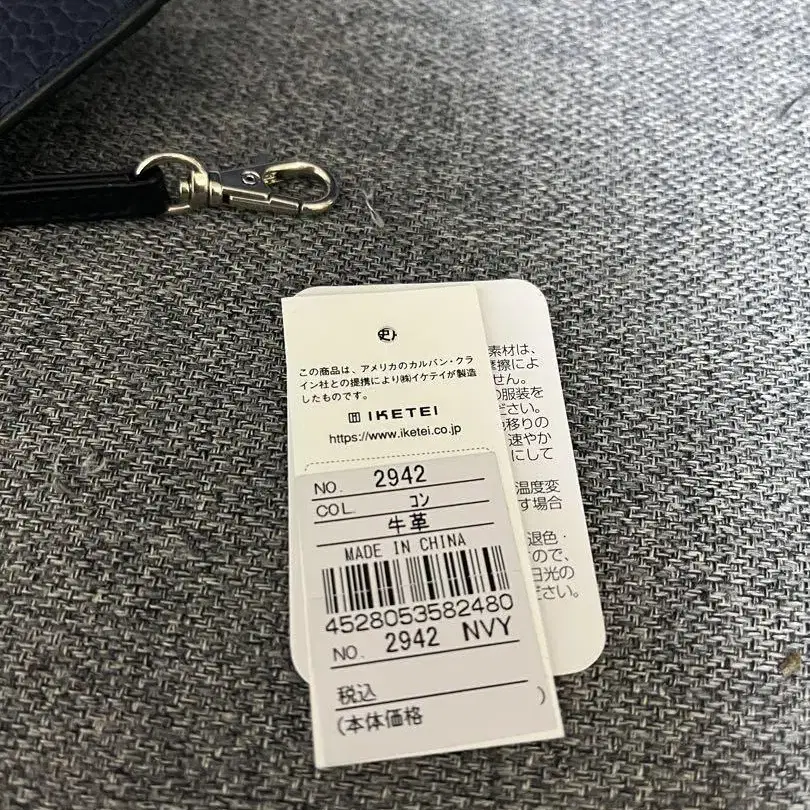 この商品は、アメリカのカルバン・クラ
イン社との提携により㈱イケテイが製造
したものです。
IKETEI
https://www.iketei.co.jp
NO. 2942
COL. コン
牛革
MADE IN CHINA
4528053582480
NO. 2942 NVY
税込
(本体価格 )
素材は、
摩擦によ
せん。
の服装を
ださい。
色移りの
速やか
にして
温度変
す場合
退色・
ので、
日光の
ださい。